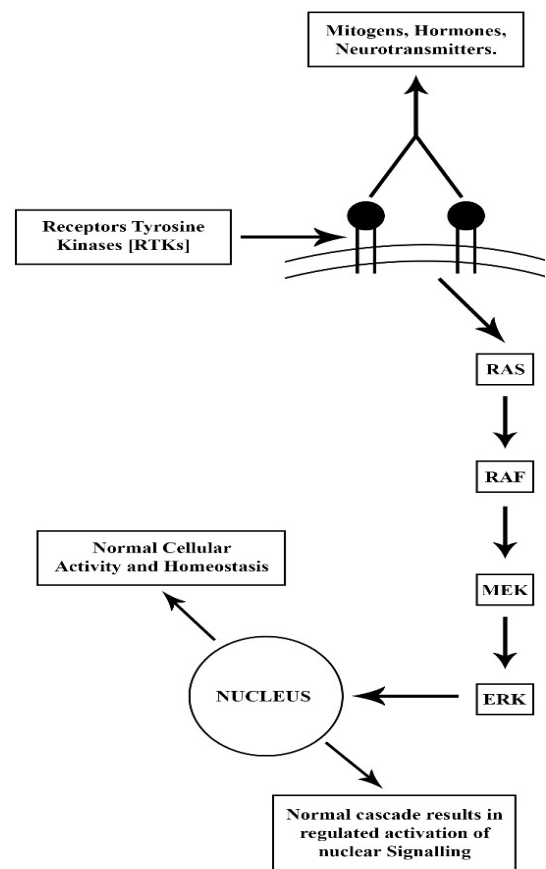 Mitogens, Hormones,
Neurotransmitters.
Receptors Tyrosine
Kinases [RTKs]
RAS
RAF
MEK
ERK
NUCLEUS
Normal Cellular
Activity and Homeostasis
Normal cascade results in
regulated activation of
nuclear Signalling